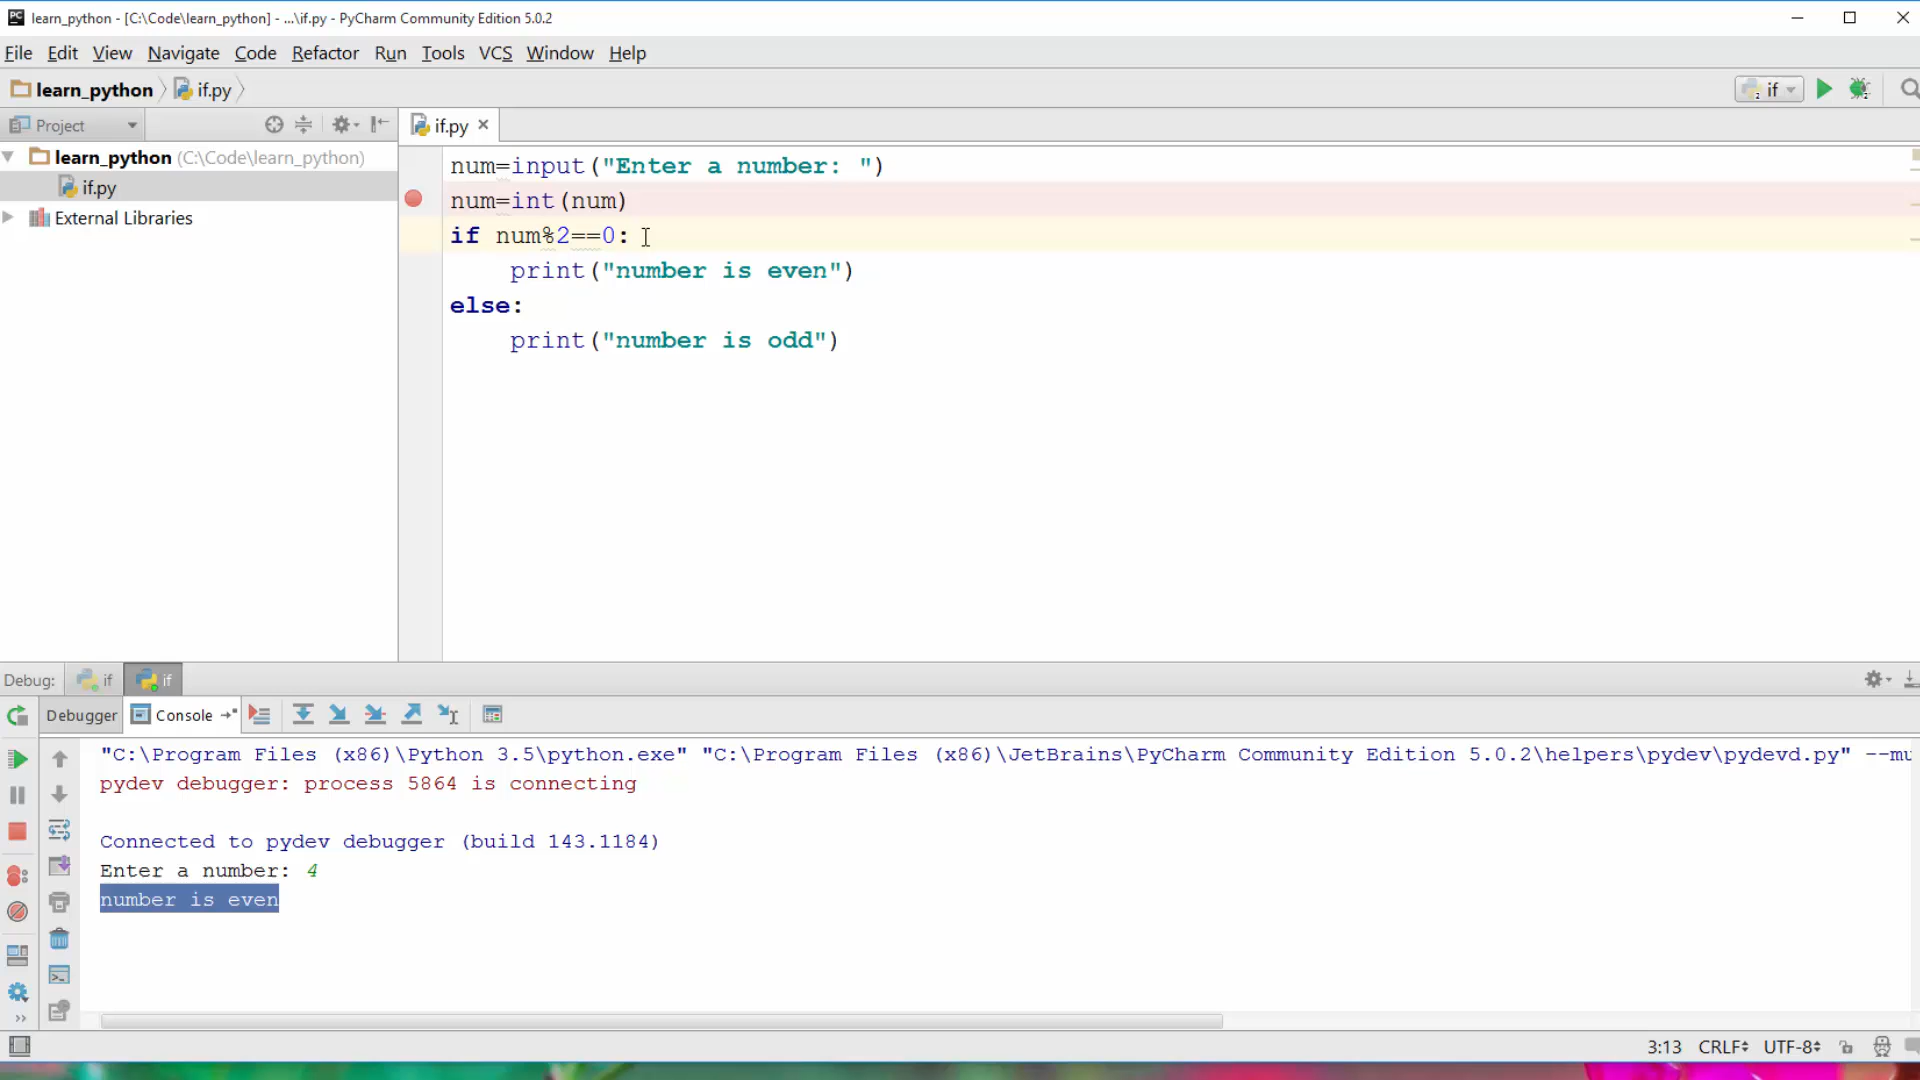 learn_python - [C:\Code\learn_python] - ...\if.py - PyCharm Community Edition 5.0.2
File Edit View Navigate Code Refactor Run Tools VCS Window Help
learn_python if.py if
Project if.py
learn_python (C:\Code\learn_python)
if.py
External Libraries
num=input("Enter a number: ")
num=int(num)
if num%2==0:
print("number is even")
else:
print("number is odd")
Debug: if if
Debugger Console
"C:\Program Files (x86)\Python 3.5\python.exe" "C:\Program Files (x86)\JetBrains\PyCharm Community Edition 5.0.2\helpers\pydev\pydevd.py" --mu
pydev debugger: process 5864 is connecting
Connected to pydev debugger (build 143.1184)
Enter a number: 4
number is even
3:13 CRLF UTF-8